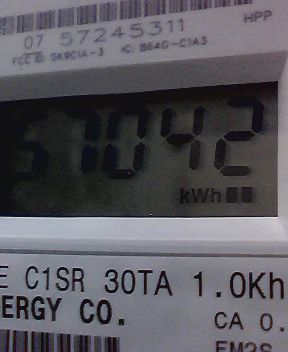 HPP
07 57245311
FCC ID: SK9C1A-3 IC: 864G-C1A3
57042
kWh
E C1SR 30TA 1.0Kh
ERGY CO.
CA 0.
FM2S